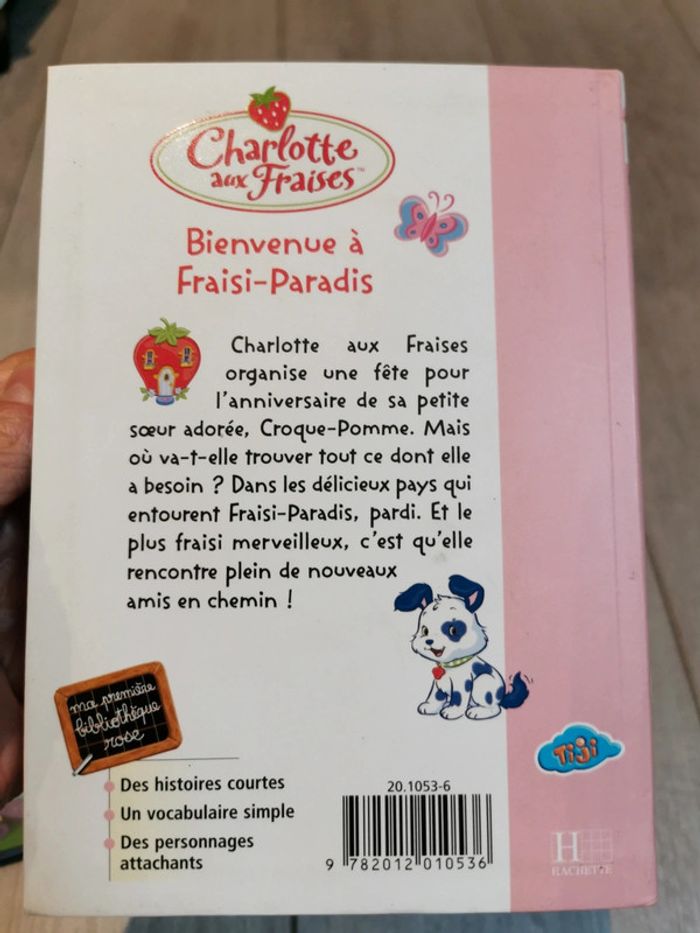 Charlotte
aux Fraises™
Bienvenue à
Fraisi-Paradis
Charlotte aux Fraises
organise une fête pour
l'anniversaire de sa petite
sœur adorée, Croque-Pomme. Mais
où va-t-elle trouver tout ce dont elle
a besoin ? Dans les délicieux pays qui
entourent Fraisi-Paradis, pardi. Et le
plus fraisi merveilleux, c'est qu'elle
rencontre plein de nouveaux
amis en chemin !
ma première
bibliothèque
rose
Des histoires courtes
Un vocabulaire simple
Des personnages
attachants
20.1053-6
9 782012 010536
TiJi
H
HACHETTE